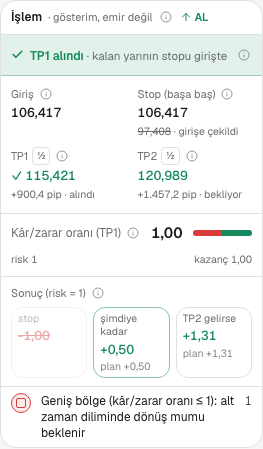 İşlem · gösterim, emir değil ↑ AL
✓ TP1 alındı · kalan yarının stopu girişte
Giriş Stop (başa baş)
106,417 106,417
97,408 · girişe çekildi
TP1 ½ TP2 ½
✓ 115,421 120,989
+900,4 pip · alındı +1.457,2 pip · bekliyor
Kâr/zarar oranı (TP1) 1,00
risk 1 kazanç 1,00
Sonuç (risk = 1)
stop şimdiye TP2 gelirse
kadar
-1,00 +0,50 +1,31
plan +0,50 plan +1,31
Geniş bölge (kâr/zarar oranı ≤ 1): alt 1
zaman diliminde dönüş mumu
beklenir